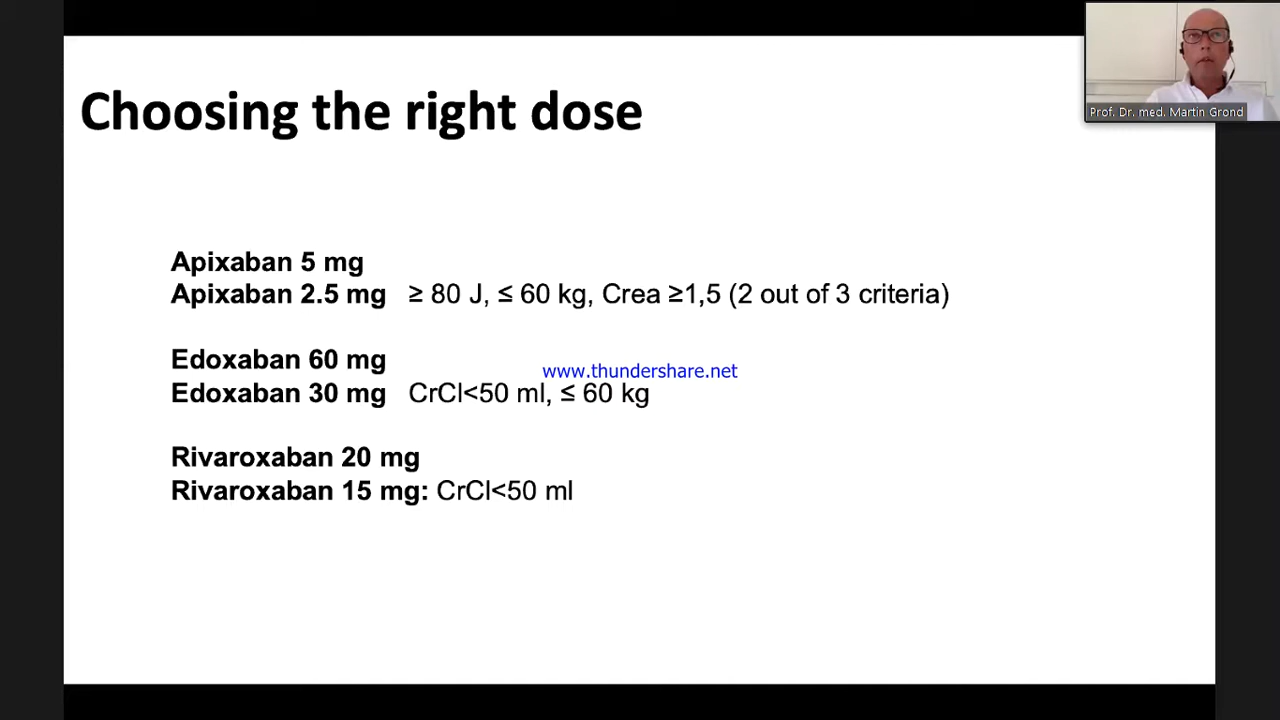 Choosing the right dose
Prof. Dr. med. Martin Grond
Apixaban 5 mg
Apixaban 2.5 mg ≥ 80 J, ≤ 60 kg, Crea ≥1,5 (2 out of 3 criteria)
Edoxaban 60 mg
www.thundershare.net
Edoxaban 30 mg CrCl<50 ml, ≤ 60 kg
Rivaroxaban 20 mg
Rivaroxaban 15 mg: CrCl<50 ml